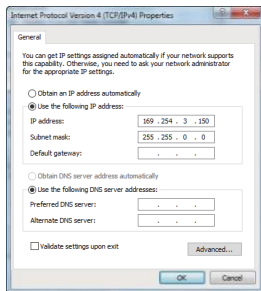 Internet Protocol Version 4 (TCP/IPv4) Properties
General
You can get IP settings assigned automatically if your network supports
this capability. Otherwise, you need to ask your network administrator
for the appropriate IP settings.
Obtain an IP address automatically
Use the following IP address:
IP address: 169 . 254 . 3 . 150
Subnet mask: 255 . 255 . 0 . 0
Default gateway: . . .
Obtain DNS server address automatically
Use the following DNS server addresses:
Preferred DNS server: . . .
Alternate DNS server: . . .
Validate settings upon exit
Advanced...
OK Cancel